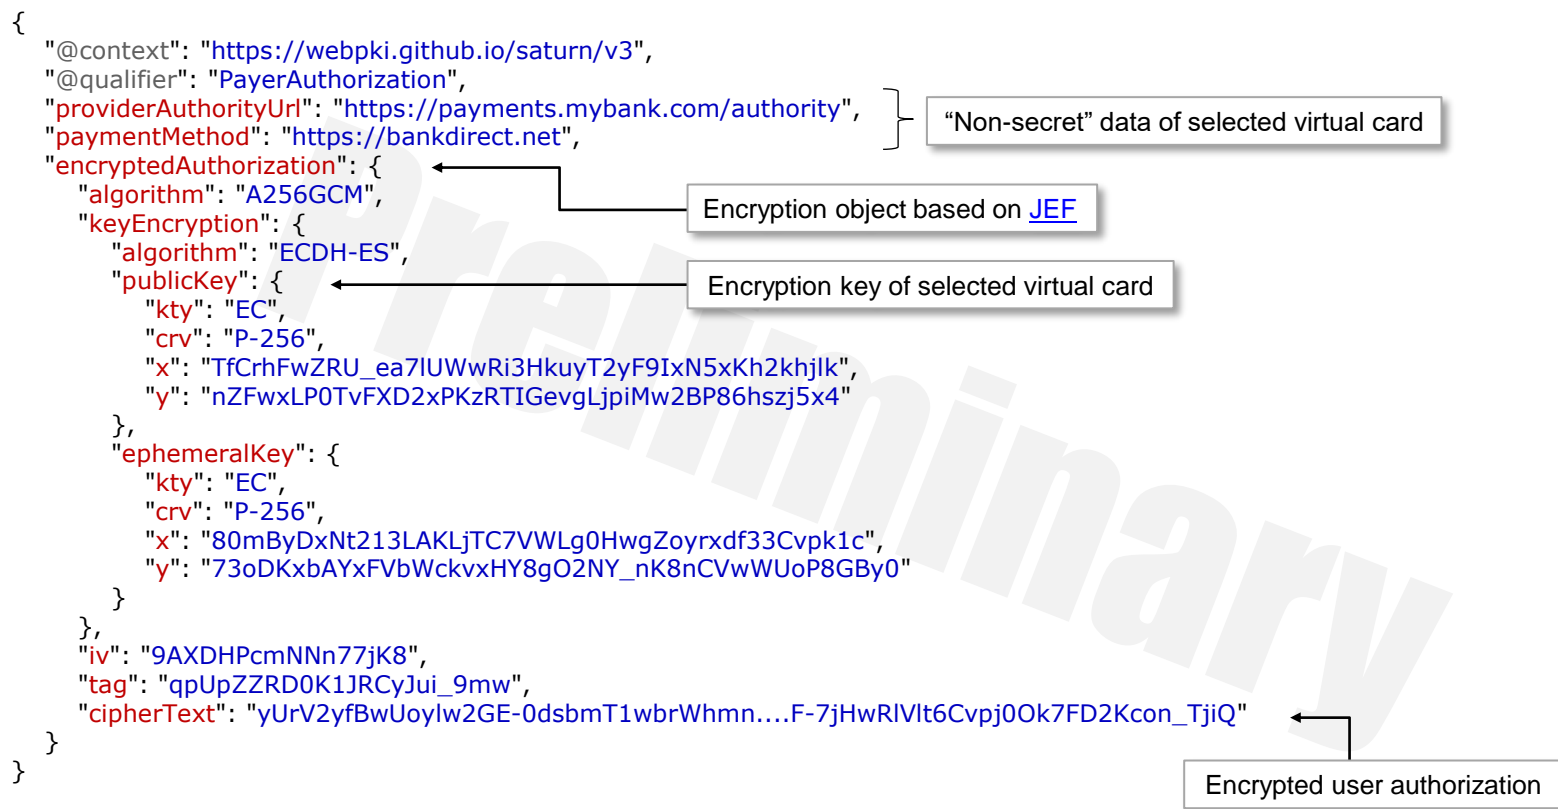 {
"@context": "https://webpki.github.io/saturn/v3",
"@qualifier": "PayerAuthorization",
"providerAuthorityUrl": "https://payments.mybank.com/authority",
"paymentMethod": "https://bankdirect.net",
“Non-secret” data of selected virtual card
"encryptedAuthorization": {
"algorithm": "A256GCM",
Encryption object based on JEF
"keyEncryption": {
"algorithm": "ECDH-ES",
"publicKey": {
Encryption key of selected virtual card
"kty": "EC",
"crv": "P-256",
"x": "TfCrhFwZRU_ea7lUWwRi3HkuyT2yF9IxN5xKh2khjlk",
"y": "nZFwxLP0TvFXD2xPKzRTIGevgLjpiMw2BP86hszj5x4"
},
"ephemeralKey": {
"kty": "EC",
"crv": "P-256",
"x": "80mByDxNt213LAKLjTC7VWLg0HwgZoyrxdf33Cvpk1c",
"y": "73oDKxbAYxFVbWckvxHY8gO2NY_nK8nCVwWUoP8GBy0"
}
},
"iv": "9AXDHPcmNNn77jK8",
"tag": "qpUpZZRD0K1JRCyJui_9mw",
"cipherText": "yUrV2yfBwUoylw2GE-0dsbmT1wbrWhmn....F-7jHwRlVlt6Cvpj0Ok7FD2Kcon_TjiQ"
}
}
Encrypted user authorization
Preliminary